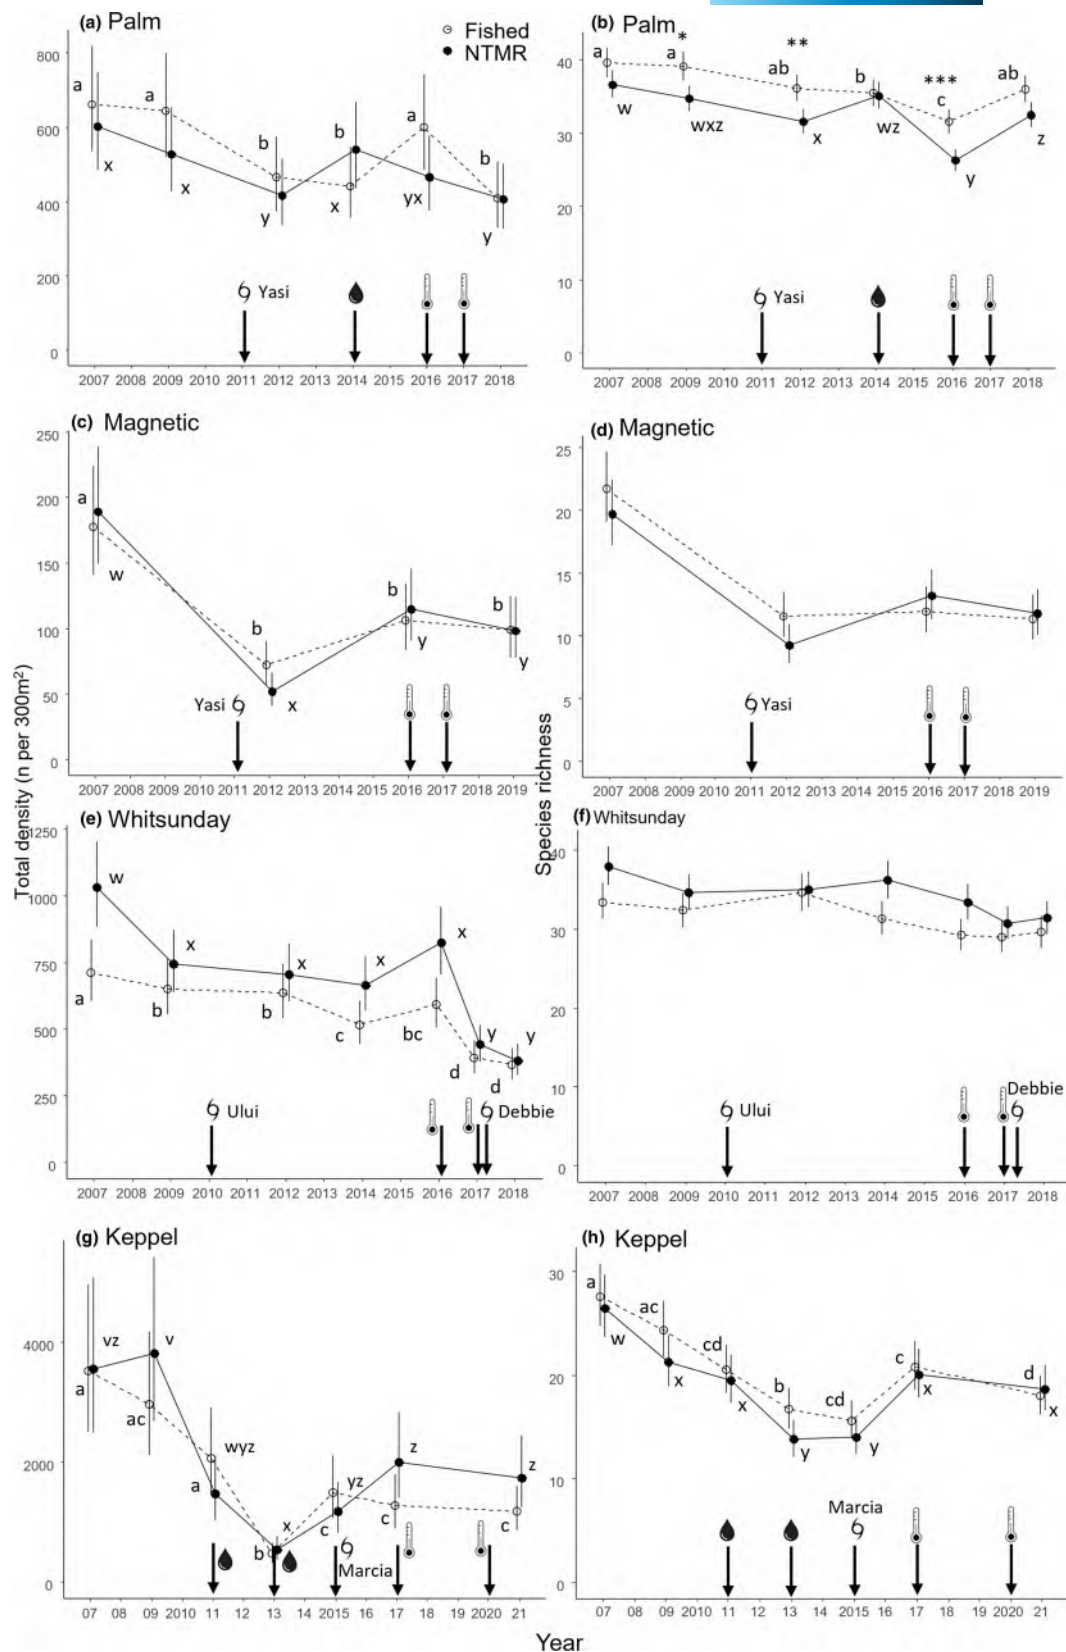 (a) Palm
Fished
NTMR
800
600
400
200
0
a
a
b
b
a
b
x
x
y
x
yx
y
Yasi
2007 2008 2009 2010 2011 2012 2013 2014 2015 2016 2017 2018
(b) Palm
40
30
20
10
0
a
*
a
**
ab
b
***
c
ab
w
wxz
x
wz
y
z
Yasi
2007 2008 2009 2010 2011 2012 2013 2014 2015 2016 2017 2018
(c) Magnetic
250
200
150
100
50
0
a
w
b
x
b
y
b
y
Yasi
2007 2008 2009 2010 2011 2012 2013 2014 2015 2016 2017 2018 2019
(d) Magnetic
25
20
15
10
5
0
Yasi
2007 2008 2009 2010 2011 2012 2013 2014 2015 2016 2017 2018 2019
Total density (n per 300m²)
Species richness
(e) Whitsunday
1250
1000
750
500
250
0
w
a
x
b
x
b
x
c
x
bc
y
d
y
d
Ului
Debbie
2007 2008 2009 2010 2011 2012 2013 2014 2015 2016 2017 2018
(f) Whitsunday
40
30
20
10
0
Ului
Debbie
2007 2008 2009 2010 2011 2012 2013 2014 2015 2016 2017 2018
(g) Keppel
4000
2000
0
vz
a
v
ac
wyz
a
x
b
yz
c
z
c
z
c
Marcia
07 08 09 2010 11 12 13 14 2015 16 17 18 19 2020 21
(h) Keppel
30
20
10
0
a
w
ac
x
cd
x
b
y
cd
y
c
x
d
x
Marcia
07 08 09 2010 11 12 13 14 2015 16 17 18 19 2020 21
Year